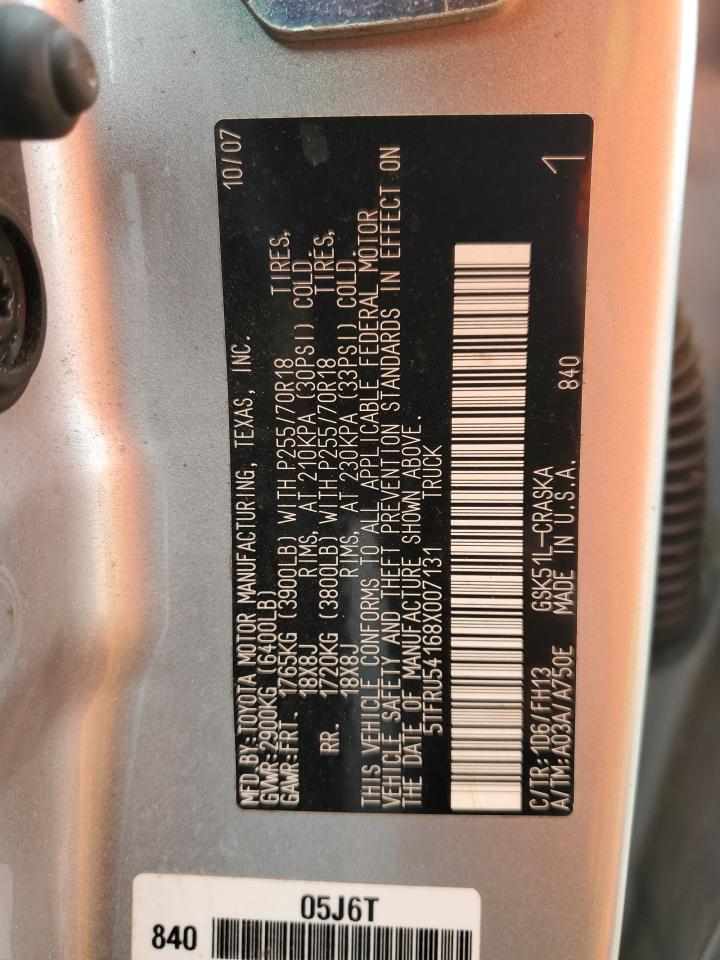 MFD.BY:TOYOTA MOTOR MANUFACTURING, TEXAS, INC. 10/07
GVWR:2900KG (6400LB)
GAWR:FRT. 1765KG (3900LB) WITH P255/70R18 TIRES,
18X8J RIMS, AT 210KPA (30PSI) COLD.
RR. 1720KG (3800LB) WITH P255/70R18 TIRES,
18X8J RIMS, AT 230KPA (33PSI) COLD.
THIS VEHICLE CONFORMS TO ALL APPLICABLE FEDERAL MOTOR
VEHICLE SAFETY AND THEFT PREVENTION STANDARDS IN EFFECT ON
THE DATE OF MANUFACTURE SHOWN ABOVE.
5TFRU54168X007131 TRUCK
C/TR:1D6/FH13 GSK51L-CRASKA 840 1
A/TM:A03A/A750E MADE IN U.S.A.
05J6T
840